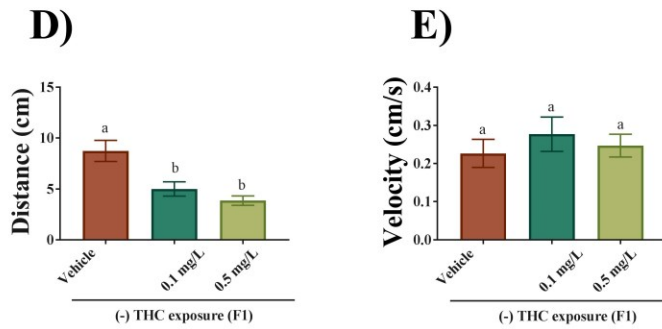 D)
Distance (cm)
15
10
5
0
a
b
b
Vehicle
0.1 mg/L
0.5 mg/L
(-) THC exposure (F1)
E)
Velocity (cm/s)
0.4
0.3
0.2
0.1
0.0
a
a
a
Vehicle
0.1 mg/L
0.5 mg/L
(-) THC exposure (F1)